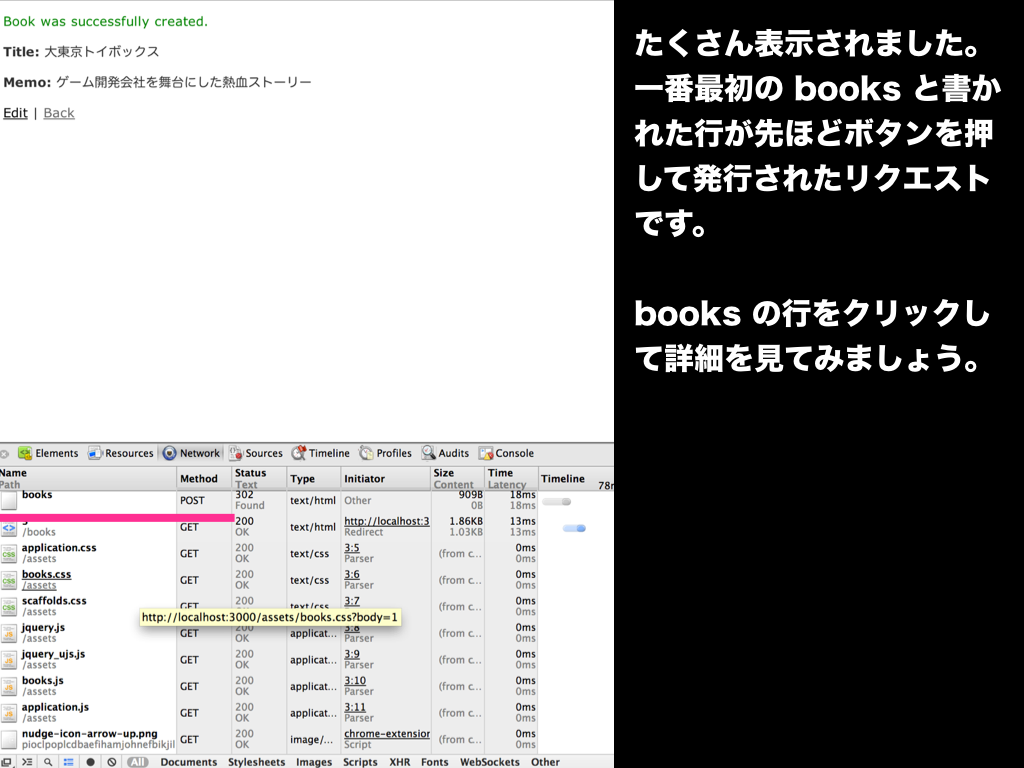 Book was successfully created.
Title: 大東京トイボックス
Memo: ゲーム開発会社を舞台にした熱血ストーリー
Edit | Back
たくさん表示されました。
一番最初の books と書か
れた行が先ほどボタンを押
して発行されたリクエスト
です。
books の行をクリックし
て詳細を見てみましょう。
Elements Resources Network Sources Timeline Profiles Audits Console
Name Method Status Type Initiator Size Time Timeline
Path Text Content Latency 78m
books POST 302 text/html Other 909B 18ms
Found 0B 18ms
GET 200 text/html http://localhost:3 1.86KB 13ms
/books OK Redirect 1.03KB 13ms
application.css GET 200 text/css 3:5 (from c... 0ms
/assets OK Parser 0ms
books.css GET 200 text/css 3:6 (from c... 0ms
/assets OK Parser 0ms
scaffolds.css GET 200 text/css 3:7 (from c... 0ms
/assets 0ms
http://localhost:3000/assets/books.css?body=1
jquery.js GET 200 applicat... 3:8 (from c... 0ms
/assets OK Parser 0ms
jquery_ujs.js GET 200 applicat... 3:9 (from c... 0ms
/assets OK Parser 0ms
books.js GET 200 applicat... 3:10 (from c... 0ms
/assets OK Parser 0ms
application.js GET 200 applicat... 3:11 (from c... 0ms
/assets OK Parser 0ms
nudge-icon-arrow-up.png GET 200 image/... chrome-extension (from c... 0ms
pioclpoplcdbaefihamjohnefbikjil OK Script 0ms
All Documents Stylesheets Images Scripts XHR Fonts WebSockets Other